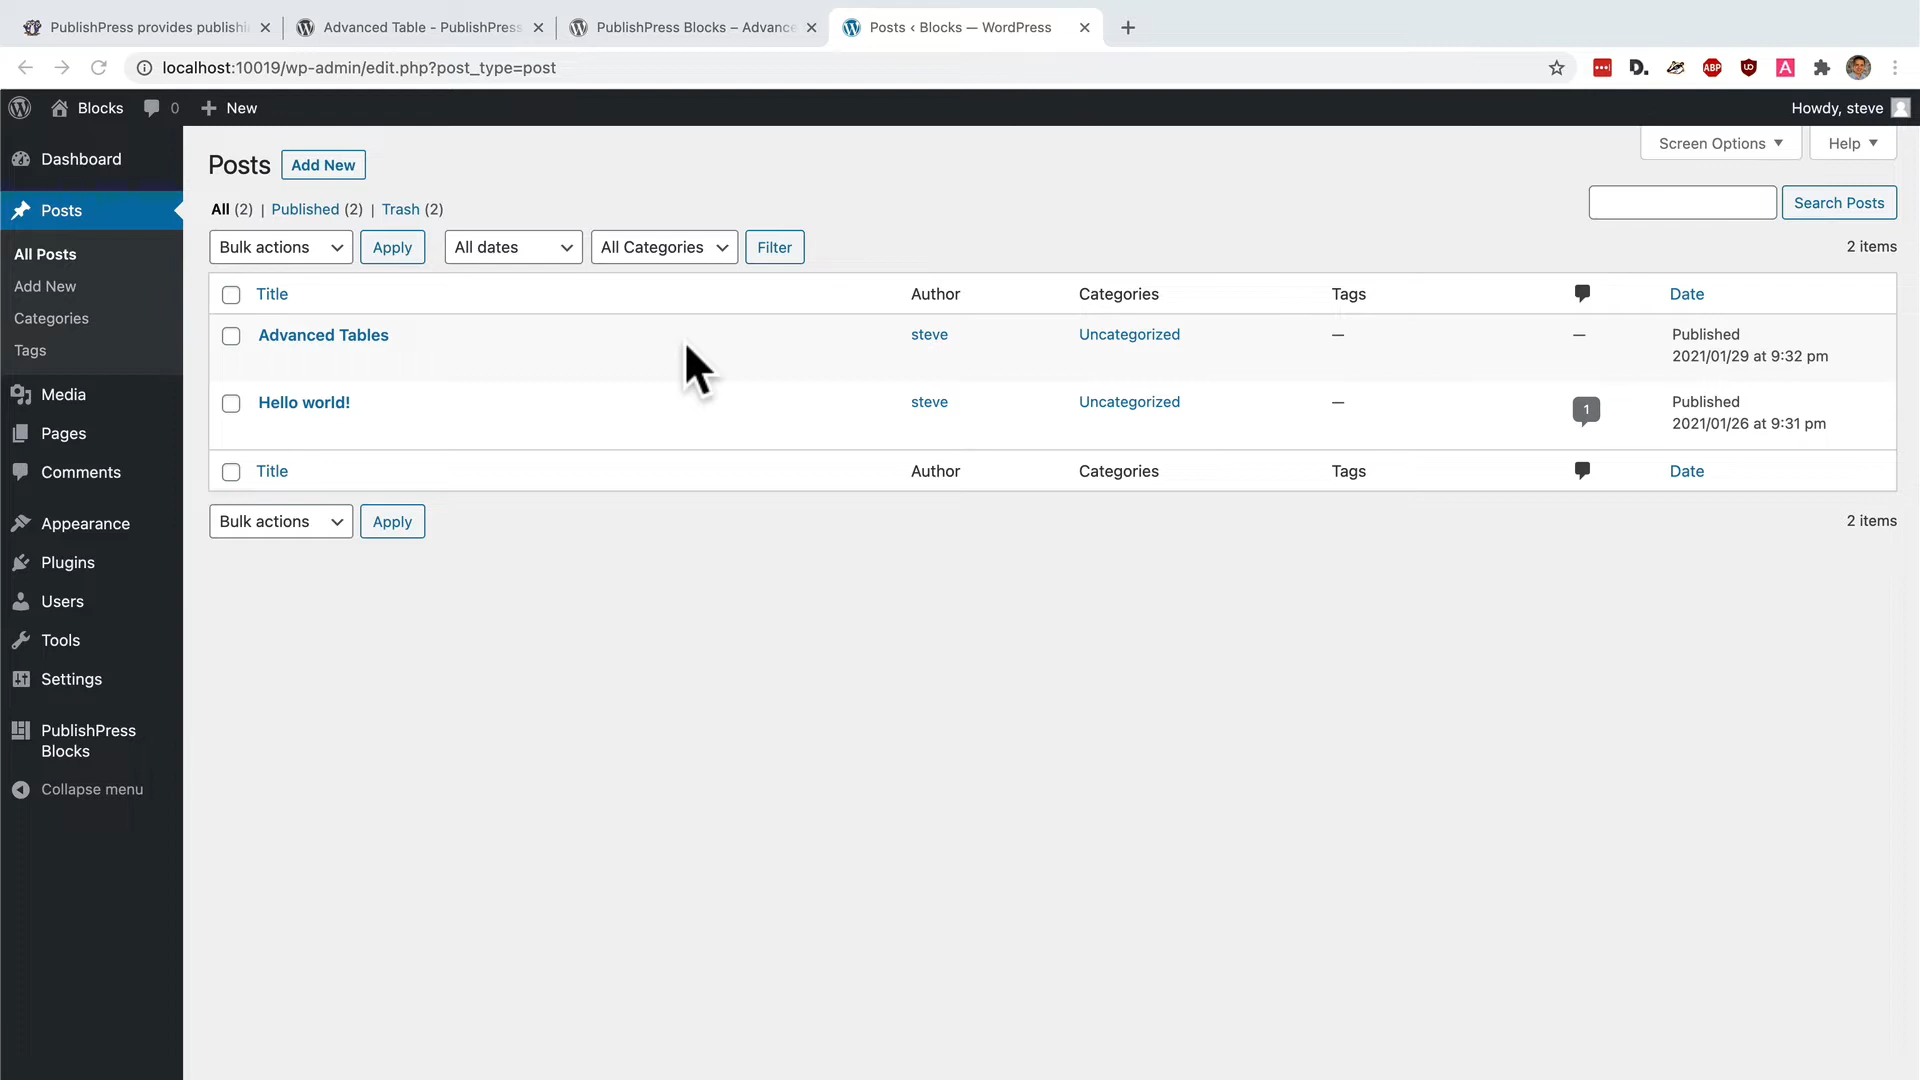 PublishPress provides publishi
Advanced Table - PublishPress
PublishPress Blocks – Advance
Posts ‹ Blocks — WordPress
localhost:10019/wp-admin/edit.php?post_type=post
D.
ABP
A
Blocks
0
New
Howdy, steve
Dashboard
Posts
All Posts
Add New
Categories
Tags
Media
Pages
Comments
Appearance
Plugins
Users
Tools
Settings
PublishPress
Blocks
Collapse menu
Screen Options
Help
Posts
Add New
All (2) | Published (2) | Trash (2)
Search Posts
Bulk actions
Apply
All dates
All Categories
Filter
2 items
Title
Author
Categories
Tags
Date
Advanced Tables
steve
Uncategorized
—
—
Published
2021/01/29 at 9:32 pm
Hello world!
steve
Uncategorized
—
1
Published
2021/01/26 at 9:31 pm
Title
Author
Categories
Tags
Date
Bulk actions
Apply
2 items